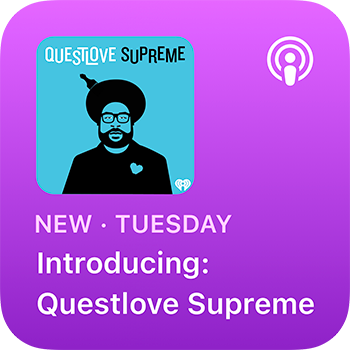 QUESTLOVE SUPREME
NEW · TUESDAY
Introducing:
Questlove Supreme